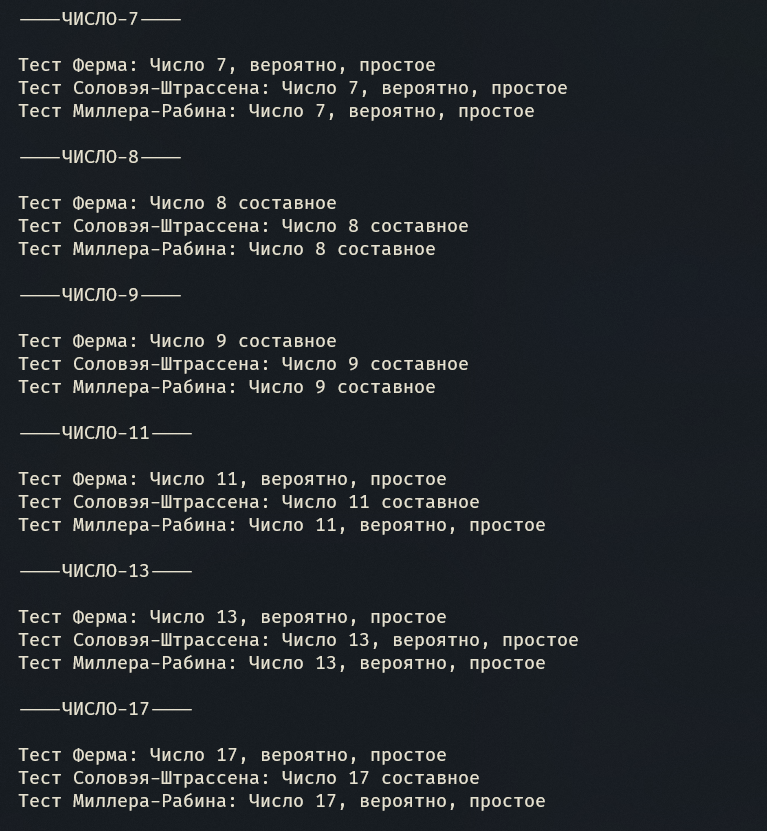 ————ЧИСЛО-7————
Тест Ферма: Число 7, вероятно, простое
Тест Соловэя-Штрассена: Число 7, вероятно, простое
Тест Миллера-Рабина: Число 7, вероятно, простое
————ЧИСЛО-8————
Тест Ферма: Число 8 составное
Тест Соловэя-Штрассена: Число 8 составное
Тест Миллера-Рабина: Число 8 составное
————ЧИСЛО-9————
Тест Ферма: Число 9 составное
Тест Соловэя-Штрассена: Число 9 составное
Тест Миллера-Рабина: Число 9 составное
————ЧИСЛО-11————
Тест Ферма: Число 11, вероятно, простое
Тест Соловэя-Штрассена: Число 11 составное
Тест Миллера-Рабина: Число 11, вероятно, простое
————ЧИСЛО-13————
Тест Ферма: Число 13, вероятно, простое
Тест Соловэя-Штрассена: Число 13, вероятно, простое
Тест Миллера-Рабина: Число 13, вероятно, простое
————ЧИСЛО-17————
Тест Ферма: Число 17, вероятно, простое
Тест Соловэя-Штрассена: Число 17 составное
Тест Миллера-Рабина: Число 17, вероятно, простое